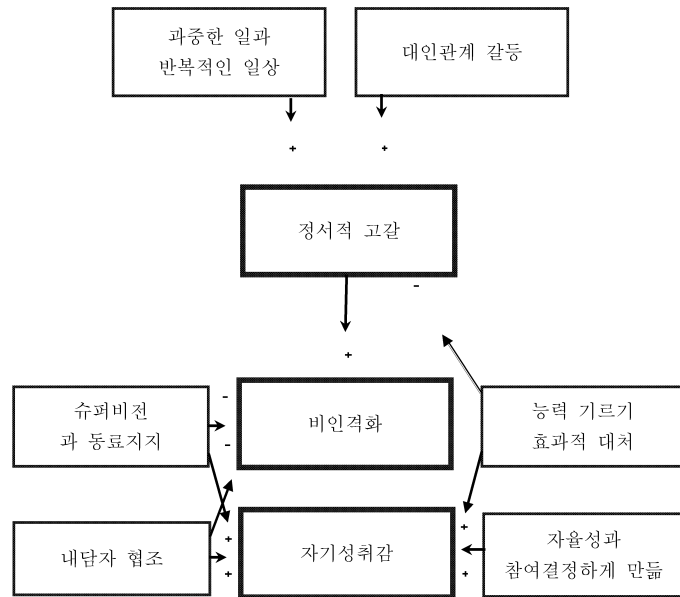 과중한 일과
반복적인 일상
대인관계 갈등
+
+
정서적 고갈
-
+
슈퍼비전
과 동료지지
-
-
비인격화
능력 기르기
효과적 대처
내담자 협조
+
+
자기성취감
+
+
자율성과
참여결정하게 만듦